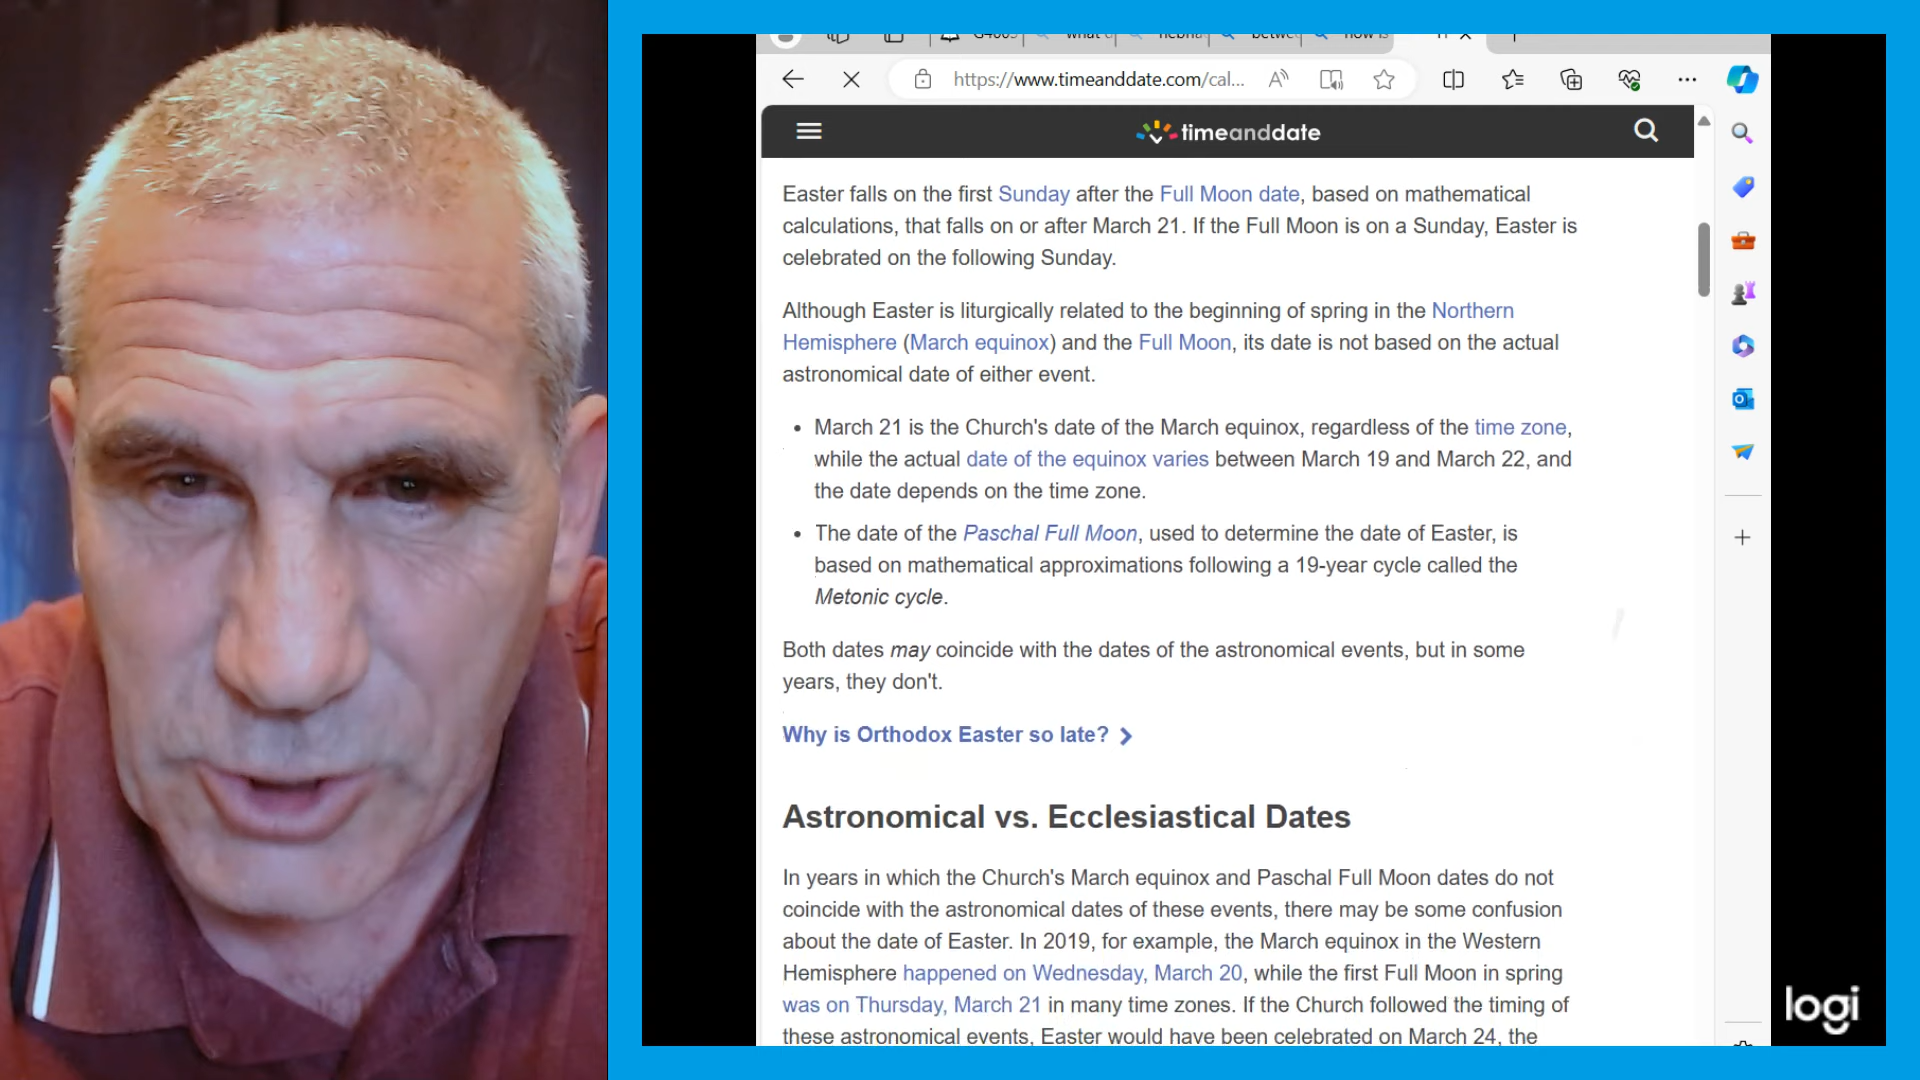 https://www.timeanddate.com/cal...
timeanddate
Easter falls on the first Sunday after the Full Moon date, based on mathematical
calculations, that falls on or after March 21. If the Full Moon is on a Sunday, Easter is
celebrated on the following Sunday.
Although Easter is liturgically related to the beginning of spring in the Northern
Hemisphere (March equinox) and the Full Moon, its date is not based on the actual
astronomical date of either event.
March 21 is the Church's date of the March equinox, regardless of the time zone,
while the actual date of the equinox varies between March 19 and March 22, and
the date depends on the time zone.
The date of the Paschal Full Moon, used to determine the date of Easter, is
based on mathematical approximations following a 19-year cycle called the
Metonic cycle.
Both dates may coincide with the dates of the astronomical events, but in some
years, they don't.
Why is Orthodox Easter so late?
Astronomical vs. Ecclesiastical Dates
In years in which the Church's March equinox and Paschal Full Moon dates do not
coincide with the astronomical dates of these events, there may be some confusion
about the date of Easter. In 2019, for example, the March equinox in the Western
Hemisphere happened on Wednesday, March 20, while the first Full Moon in spring
was on Thursday, March 21 in many time zones. If the Church followed the timing of
these astronomical events, Easter would have been celebrated on March 24, the
logi